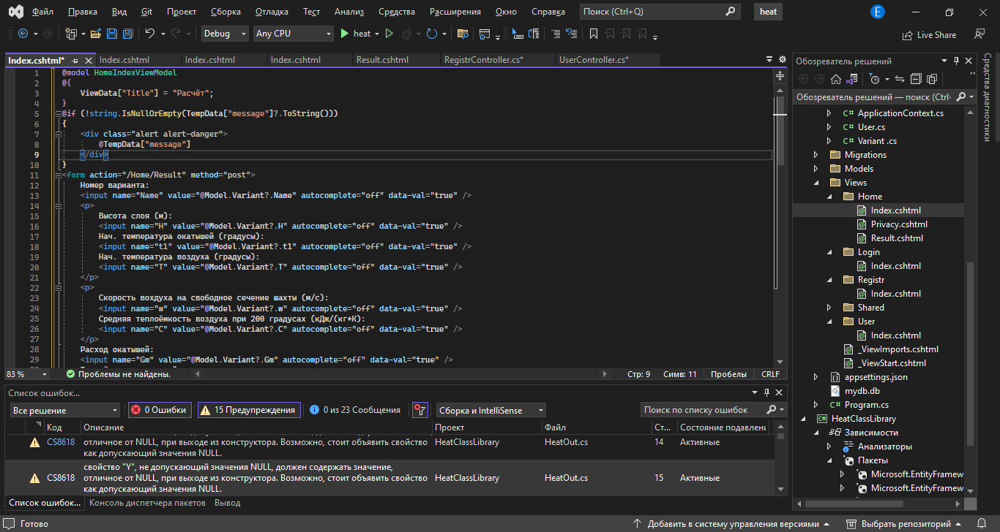 Файл Правка Вид Git Проект Сборка Отладка Тест Анализ Средства Расширения Окно Справка Поиск (Ctrl+Q) heat E
Debug Any CPU heat Live Share
Index.cshtml* Index.cshtml Index.cshtml Index.cshtml Result.cshtml RegistrController.cs* UserController.cs*
1 @model HomeIndexViewModel
2 @{
3 ViewData["Title"] = "Расчёт";
4 }
5 @if (!string.IsNullOrEmpty(TempData["message"]?.ToString()))
6 {
7 <div class="alert alert-danger">
8 @TempData["message"]
9 </div>
10 }
11 <form action="/Home/Result" method="post">
12 Номер варианта:
13 <input name="Name" value="@Model.Variant?.Name" autocomplete="off" data-val="true" />
14 <p>
15 Высота слоя (м):
16 <input name="H" value="@Model.Variant?.H" autocomplete="off" data-val="true" />
17 Нач. температура окатышей (градусы):
18 <input name="t1" value="@Model.Variant?.t1" autocomplete="off" data-val="true" />
19 Нач. температура воздуха (градусы):
20 <input name="T" value="@Model.Variant?.T" autocomplete="off" data-val="true" />
21 </p>
22 <p>
23 Скорость вохдуха на свободное сечение шахты (м/с):
24 <input name="w" value="@Model.Variant?.w" autocomplete="off" data-val="true" />
25 Средняя теплоёмкость воздуха при 200 градусах (кДж/(кг*К):
26 <input name="C" value="@Model.Variant?.C" autocomplete="off" data-val="true" />
27 </p>
28 Расход окатышей:
29 <input name="Gm" value="@Model.Variant?.Gm" autocomplete="off" data-val="true" />
83 % Проблемы не найдены. Стр: 9 Симв: 11 Пробелы CRLF
Список ошибок...
Все решение 0 Ошибки 15 Предупреждения 0 из 23 Сообщения Сборка и IntelliSense Поиск по списку ошибок
Код Описание Проект Файл Ст... Состояние подавлени
CS8618 отличное от NULL, при выходе из конструктора. Возможно, стоит объявить свойство HeatClassLibrary HeatOut.cs 14 Активные
как допускающий значения NULL.
свойство "Y", не допускающий значения NULL, должен содержать значение,
CS8618 отличное от NULL, при выходе из конструктора. Возможно, стоит объявить свойство HeatClassLibrary HeatOut.cs 15 Активные
как допускающий значения NULL.
Список ошибок... Консоль диспетчера пакетов Вывод
Готово Добавить в систему управления версиями Выбрать репозиторий
Обозреватель решений
Обозреватель решений — поиск (Ctrl-
C# ApplicationContext.cs
C# User.cs
C# Variant .cs
Migrations
Models
Views
Home
Index.cshtml
Privacy.cshtml
Result.cshtml
Login
Index.cshtml
Registr
Index.cshtml
Shared
User
Index.cshtml
_ViewImports.cshtml
_ViewStart.cshtml
appsettings.json
mydb.db
C# Program.cs
C# HeatClassLibrary
Зависимости
Анализаторы
Пакеты
Microsoft.EntityFramew
Microsoft.EntityFramew
Средства диагностики